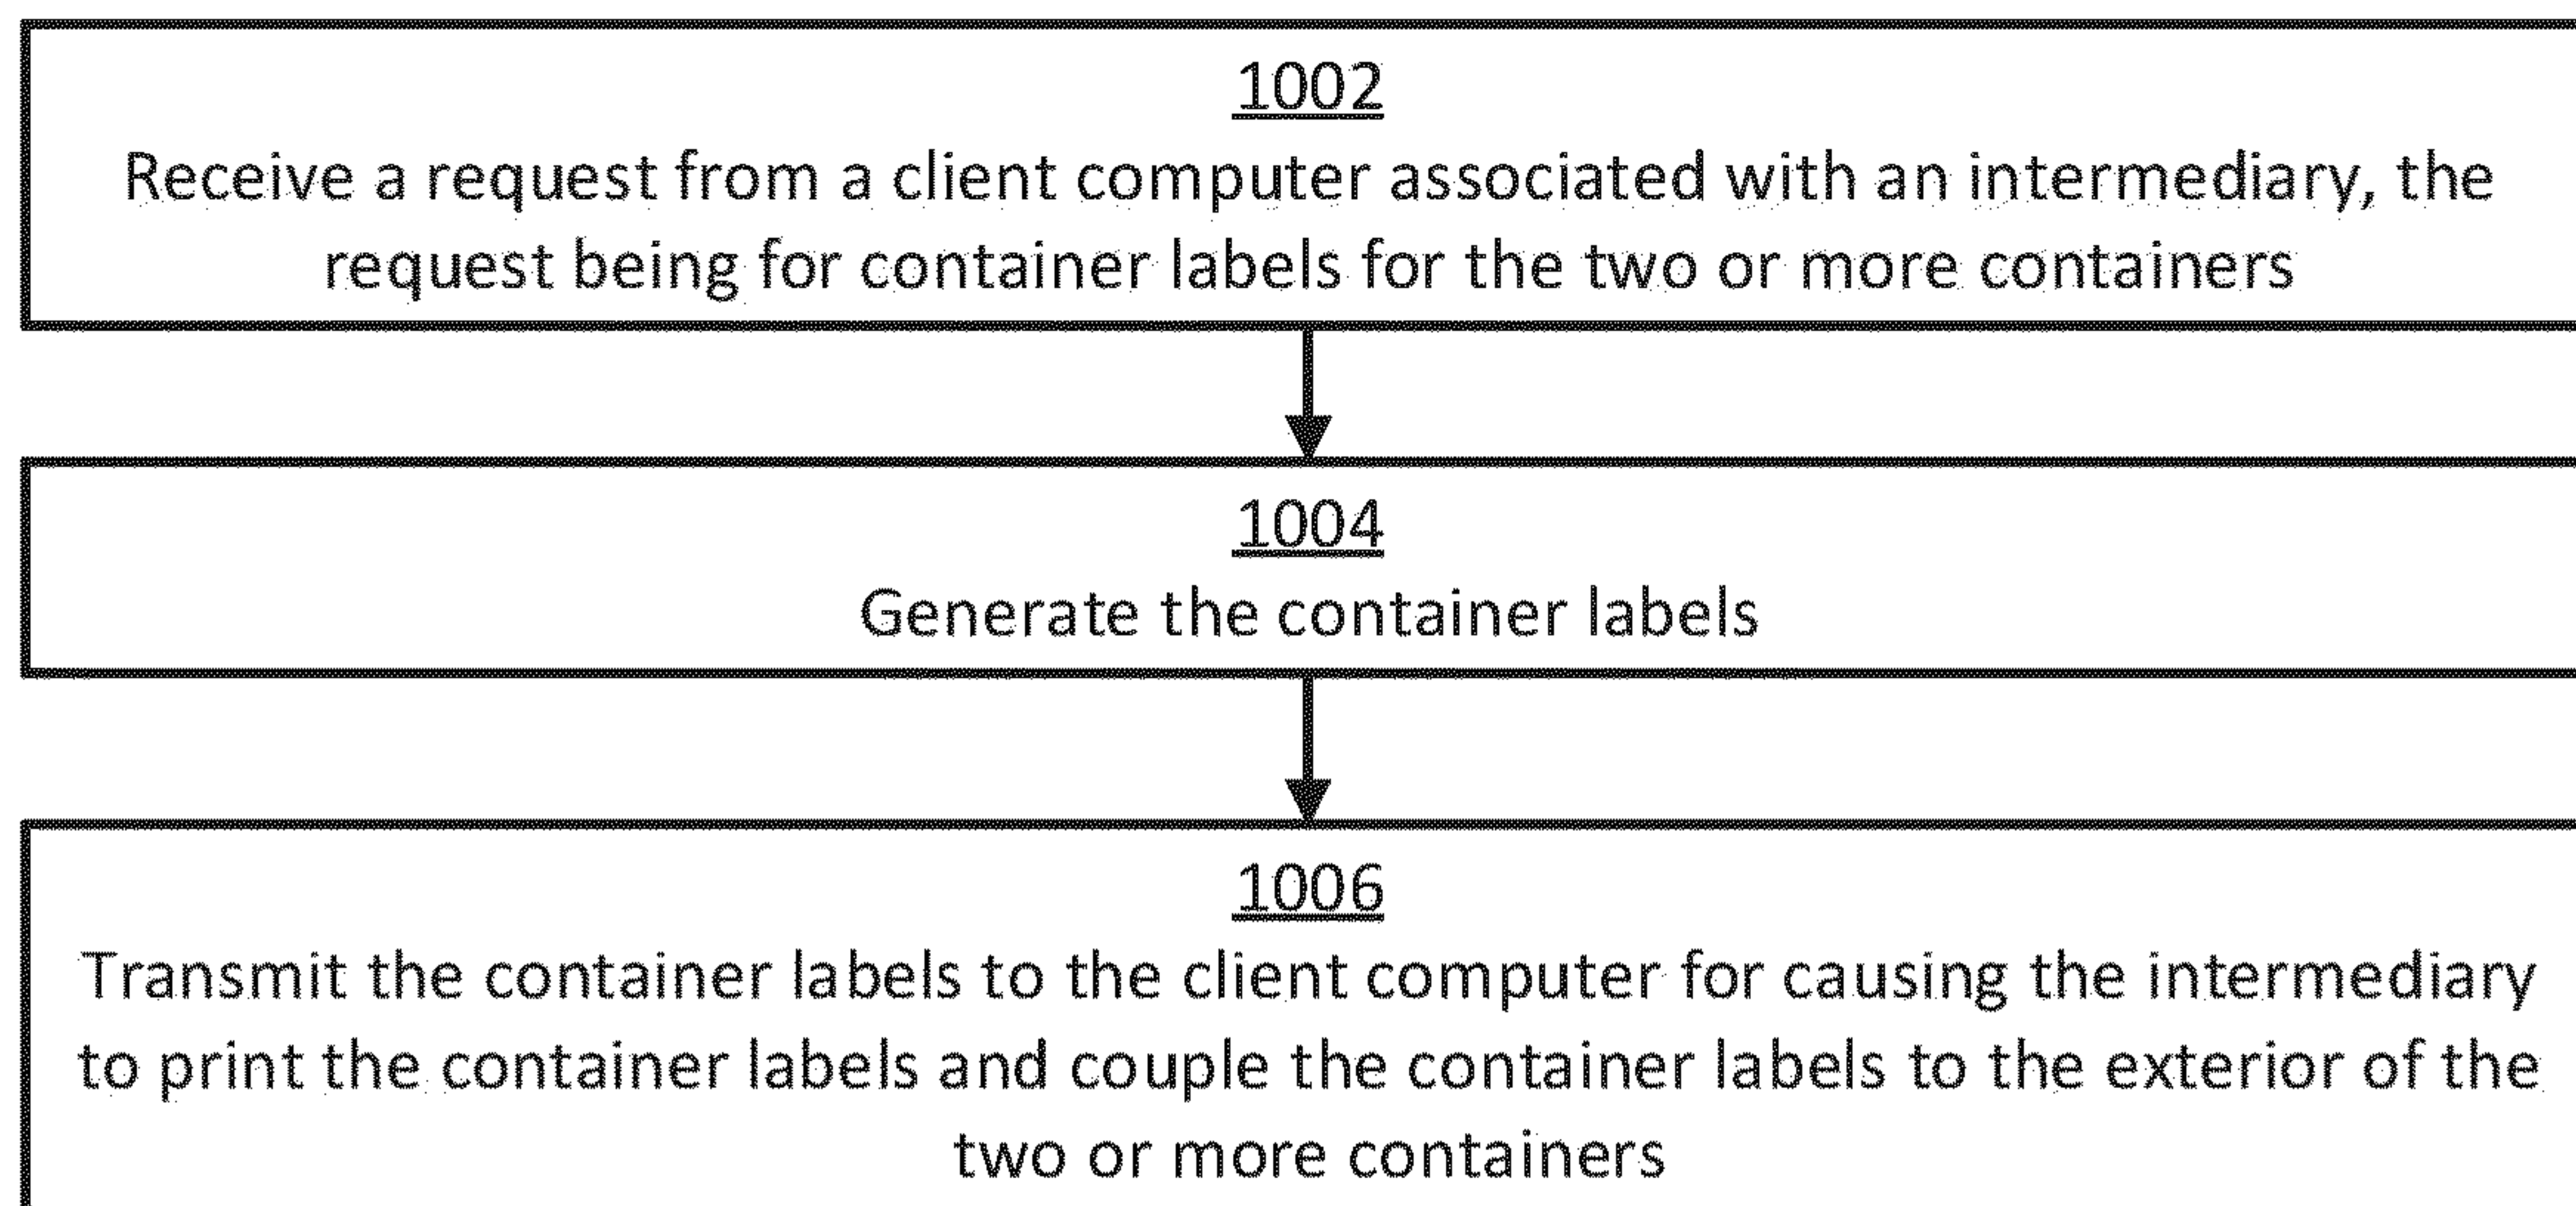 1002
Receive a request from a client computer associated with an intermediary, the
request being for container labels for the two or more containers
1004
Generate the container labels
1006
Transmit the container labels to the client computer for causing the intermediary
to print the container labels and couple the container labels to the exterior of the
two or more containers